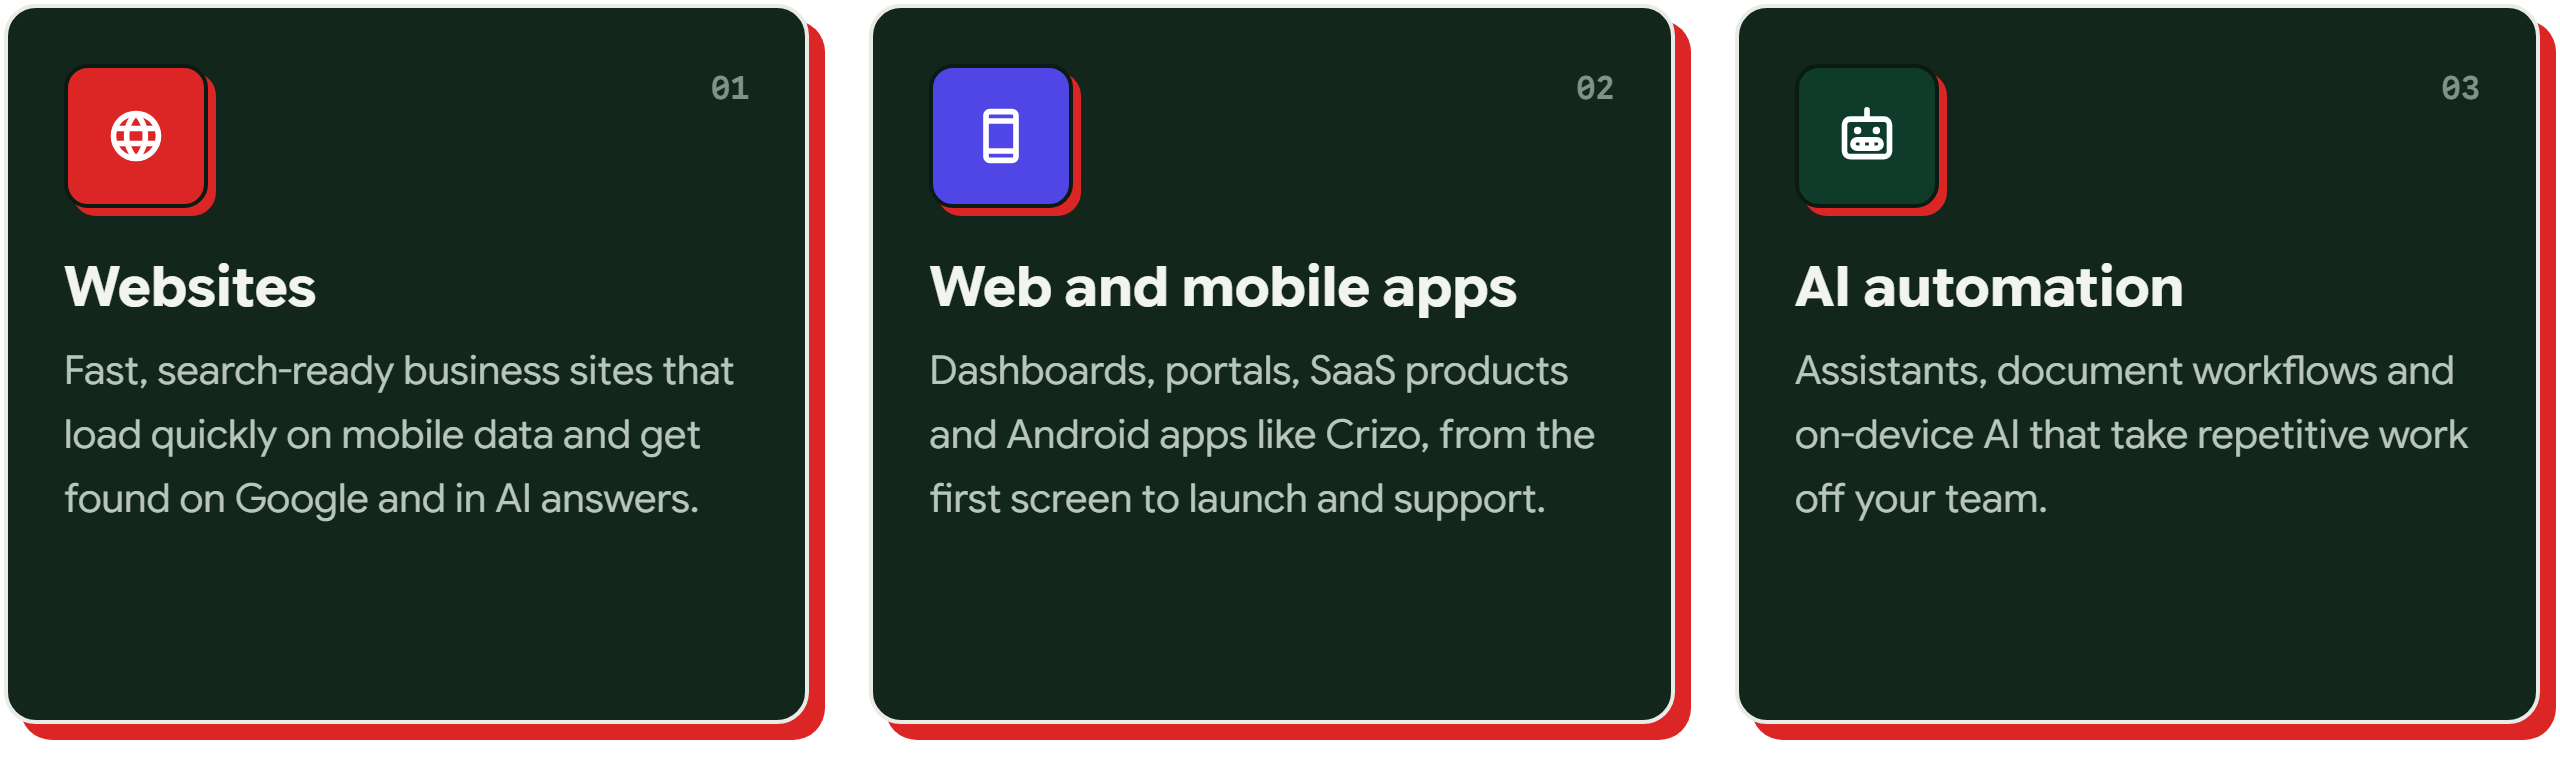 01
Websites
Fast, search-ready business sites that
load quickly on mobile data and get
found on Google and in AI answers.
02
Web and mobile apps
Dashboards, portals, SaaS products
and Android apps like Crizo, from the
first screen to launch and support.
03
AI automation
Assistants, document workflows and
on-device AI that take repetitive work
off your team.